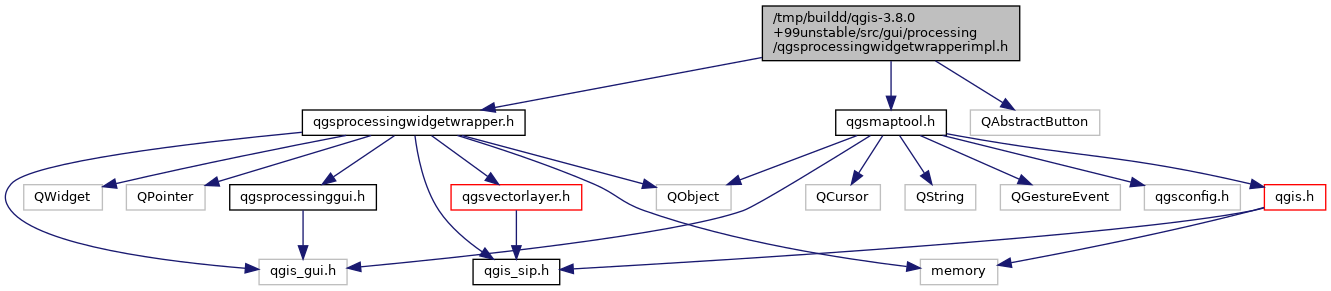 /tmp/buildd/qgis-3.8.0
+99unstable/src/gui/processing
/qgsprocessingwidgetwrapperimpl.h
qgsprocessingwidgetwrapper.h
qgsmaptool.h
QAbstractButton
QWidget
QPointer
qgsprocessinggui.h
qgsvectorlayer.h
QObject
QCursor
QString
QGestureEvent
qgsconfig.h
qgis.h
qgis_gui.h
qgis_sip.h
memory